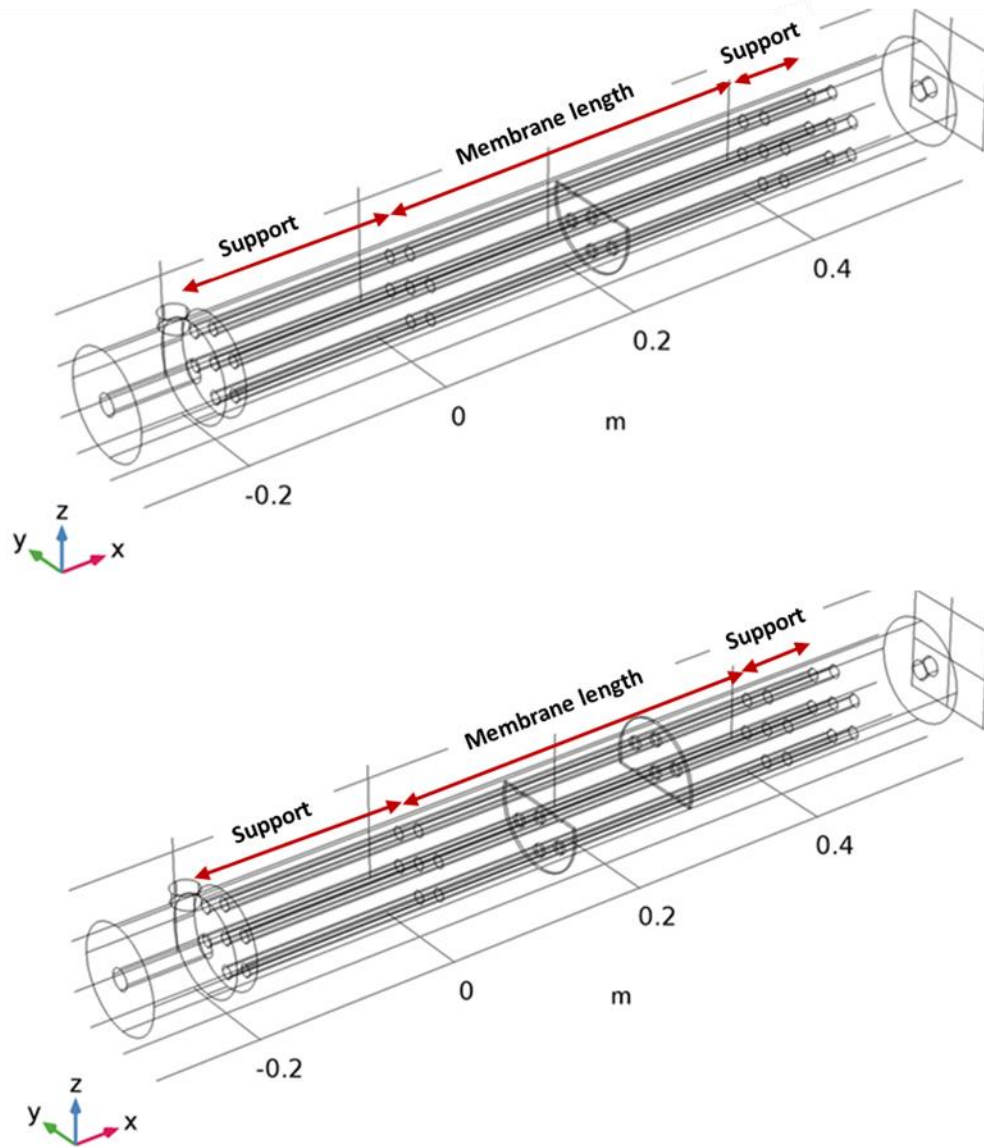 Support
Membrane length
Support
0.4
0.2
0
m
-0.2
z
y
x
Support
Membrane length
Support
0.4
0.2
0
m
-0.2
z
y
x